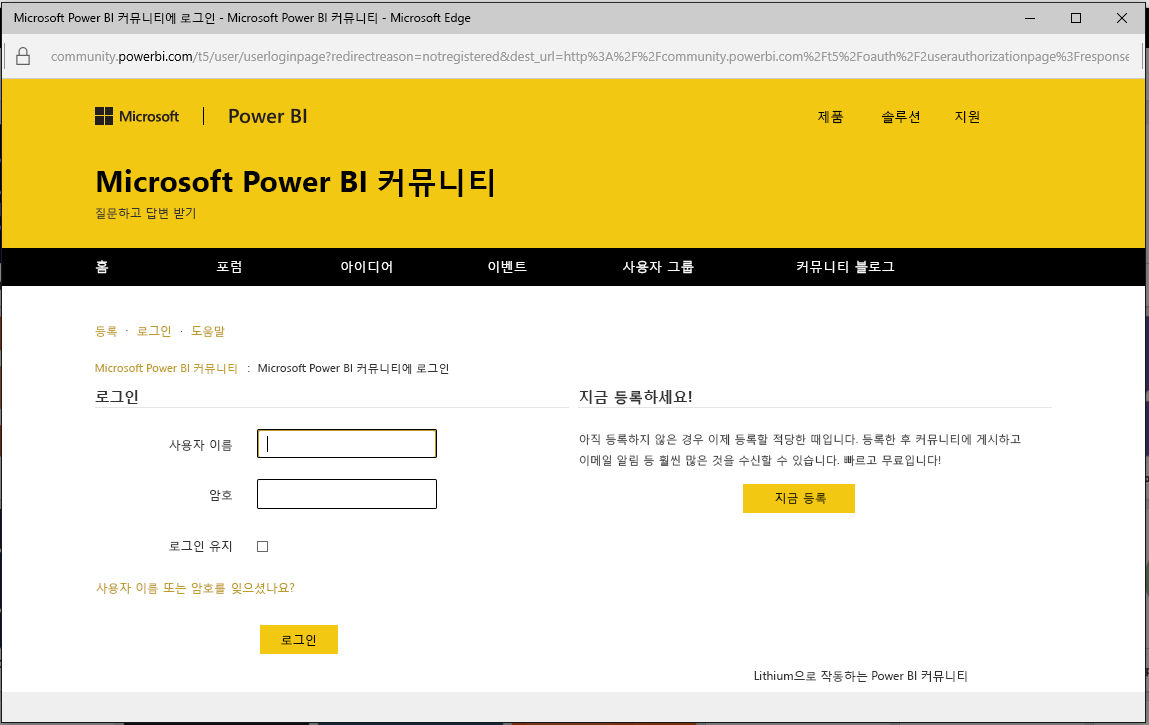 Microsoft Power BI 커뮤니티에 로그인 - Microsoft Power BI 커뮤니티 - Microsoft Edge
community.powerbi.com/t5/user/userloginpage?redirectreason=notregistered&dest_url=http%3A%2F%2Fcommunity.powerbi.com%2Ft5%2Foauth%2F2userauthorizationpage%3Fresponse
Microsoft | Power BI 제품 솔루션 지원
Microsoft Power BI 커뮤니티
질문하고 답변 받기
홈 포럼 아이디어 이벤트 사용자 그룹 커뮤니티 블로그
등록 · 로그인 · 도움말
Microsoft Power BI 커뮤니티 : Microsoft Power BI 커뮤니티에 로그인
로그인
사용자 이름
암호
로그인 유지
사용자 이름 또는 암호를 잊으셨나요?
로그인
지금 등록하세요!
아직 등록하지 않은 경우 이제 등록할 적당한 때입니다. 등록한 후 커뮤니티에 게시하고
이메일 알림 등 훨씬 많은 것을 수신할 수 있습니다. 빠르고 무료입니다!
지금 등록
Lithium으로 작동하는 Power BI 커뮤니티